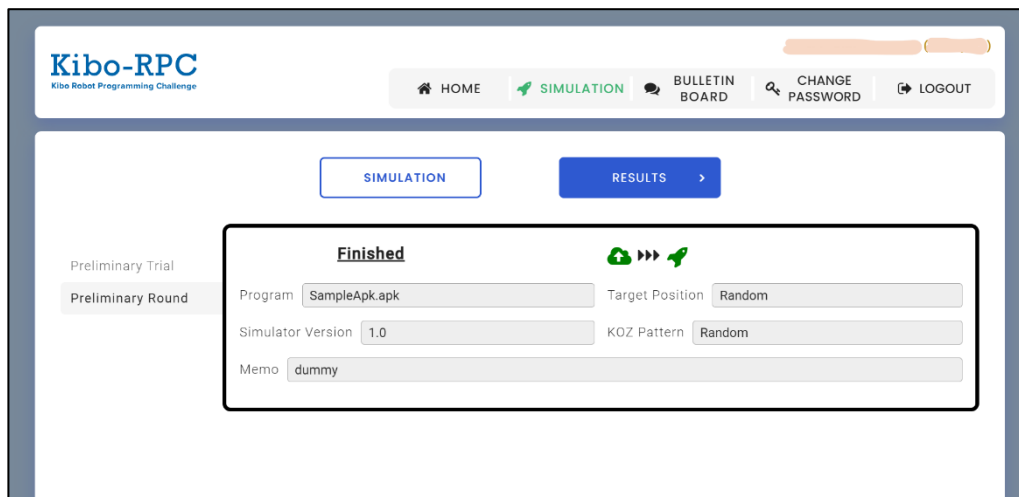 Kibo-RPC
Kibo Robot Programming Challenge
HOME
SIMULATION
BULLETIN
BOARD
CHANGE
PASSWORD
LOGOUT
SIMULATION
RESULTS
Preliminary Trial
Preliminary Round
Finished
Program SampleApk.apk Target Position Random
Simulator Version 1.0 KOZ Pattern Random
Memo dummy